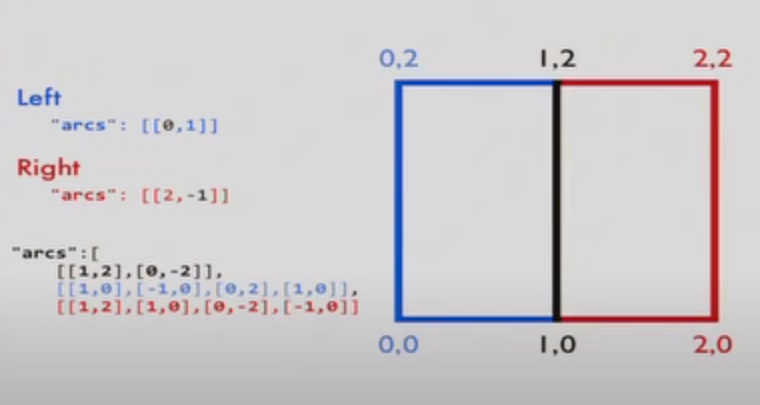 Left
"arcs": [[0,1]]
Right
"arcs": [[2,-1]]
"arcs":[
[[1,2],[0,-2]],
[[1,0],[-1,0],[0,2],[1,0]],
[[1,2],[1,0],[0,-2],[-1,0]]
0,2 1,2 2,2
0,0 1,0 2,0